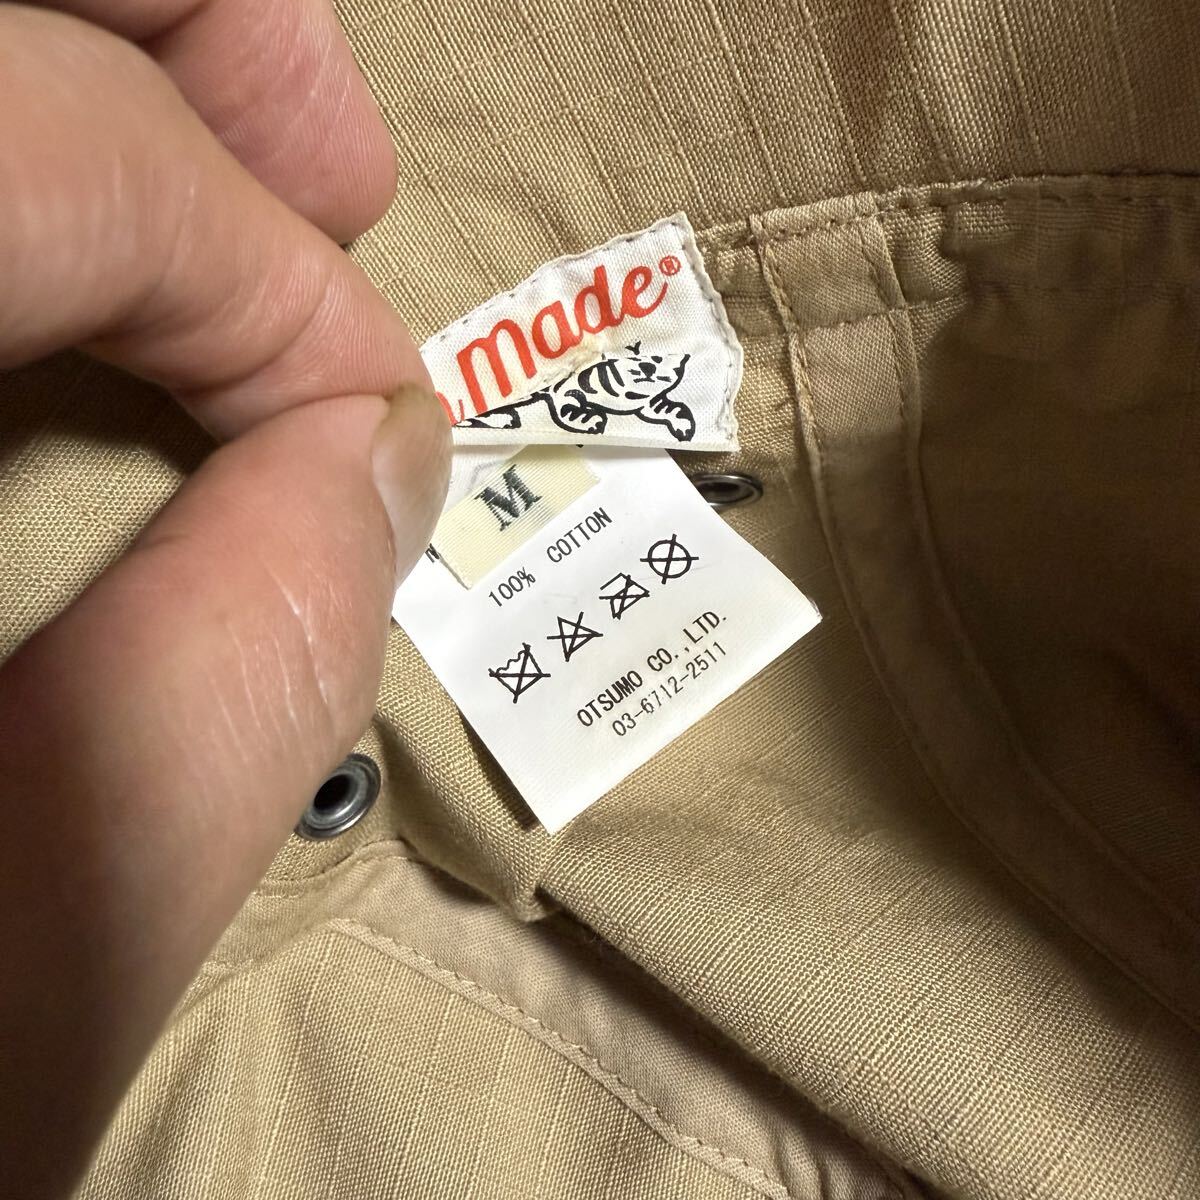 Made®
M
100% COTTON
OTSUMO CO.,LTD.
03-6712-2511